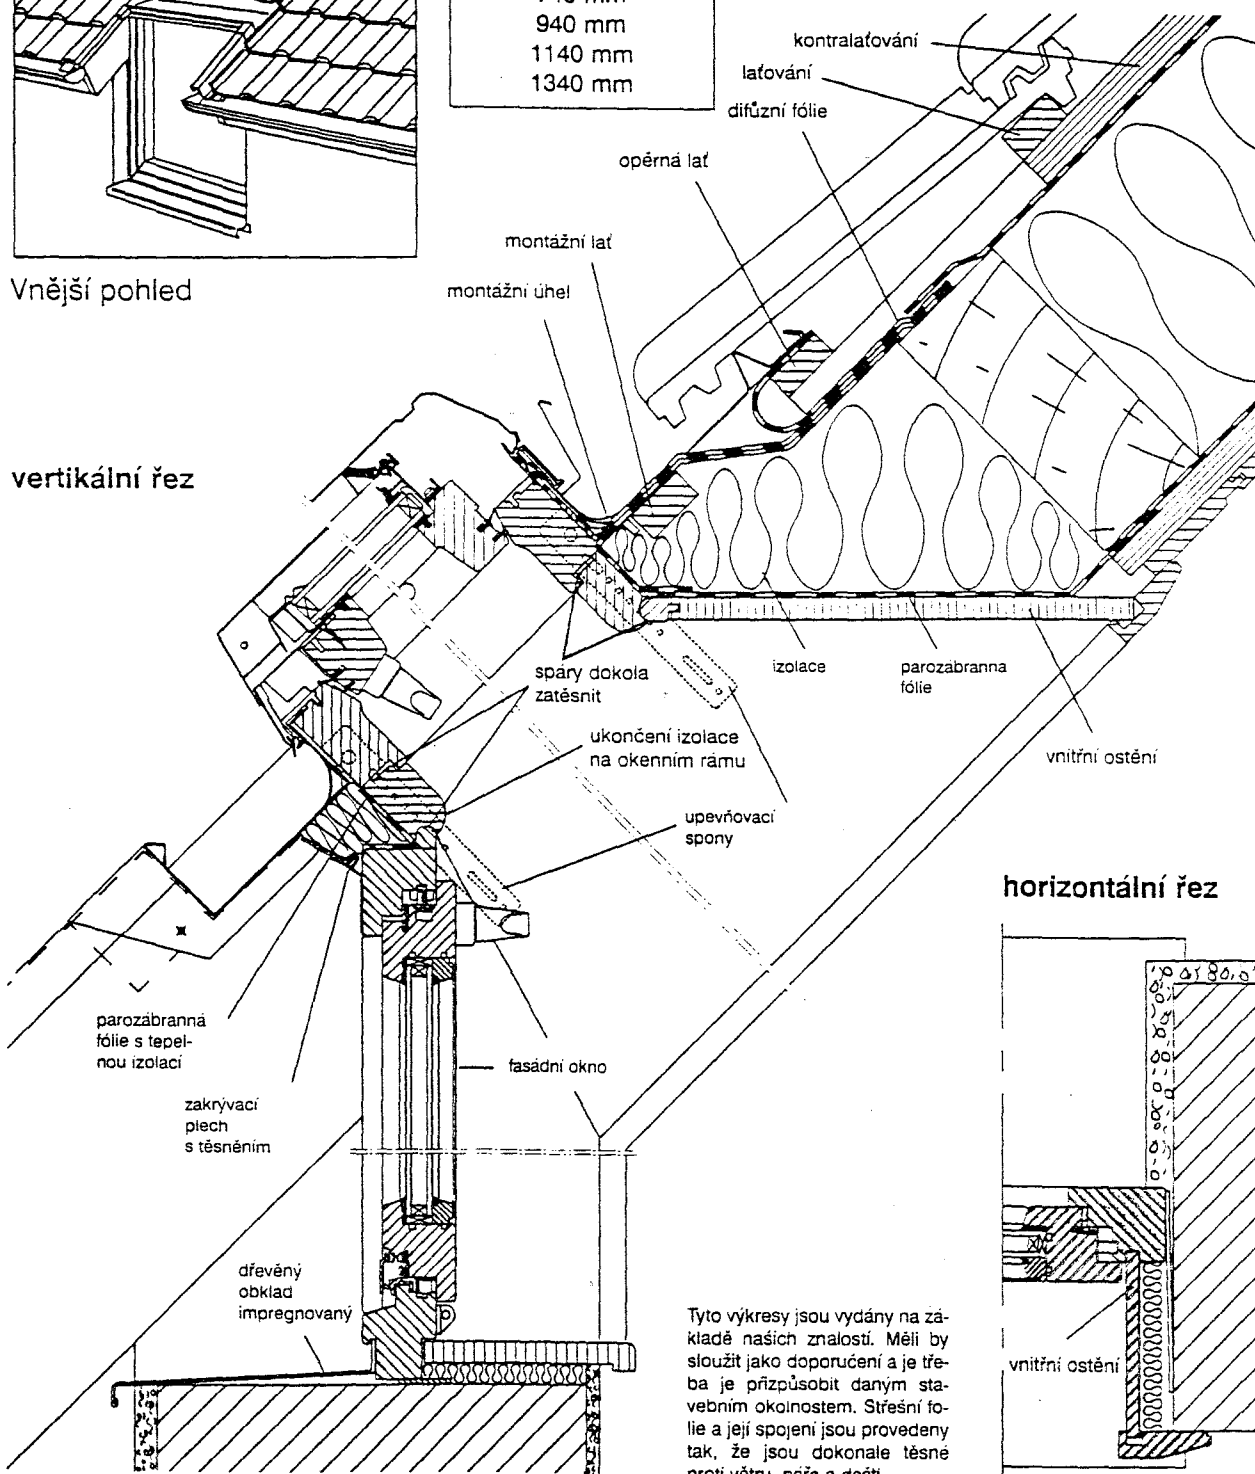 940 mm
1140 mm
1340 mm
kontralaťování
laťování
difůzní fólie
opěrná lať
montážní lať
montážní úhel
Vnější pohled
vertikální řez
spáry dokola
zatěsnit
izolace
parozábranna
fólie
ukončení izolace
na okenním rámu
vnitřní ostění
upevňovací
spony
horizontální řez
parozábranná
fólie s tepel-
nou izolací
fasádní okno
zakrývací
plech
s těsněním
dřevěný
obklad
impregnovaný
Tyto výkresy jsou vydány na zá-
kladě našich znalostí. Měli by
sloužit jako doporučení a je tře-
ba je přizpůsobit daným sta-
vebním okolnostem. Střešní fo-
lie a její spojení jsou provedeny
tak, že jsou dokonale těsné
vnitřní ostění